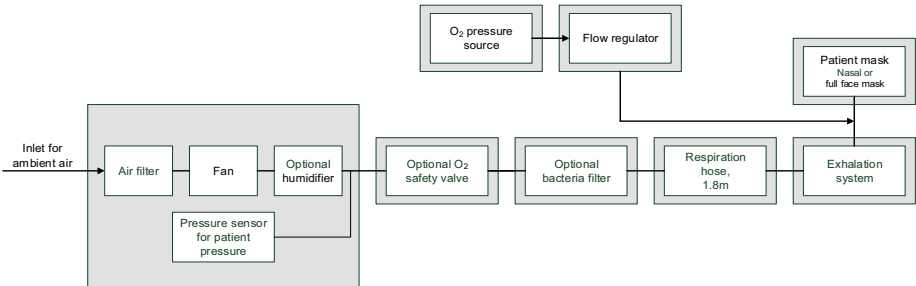 O₂ pressure
source
Flow regulator
Patient mask
Nasal or
full face mask
Inlet for
ambient air
Air filter
Fan
Optional
humidifier
Optional O₂
safety valve
Optional
bacteria filter
Respiration
hose,
1.8m
Exhalation
system
Pressure sensor
for patient
pressure